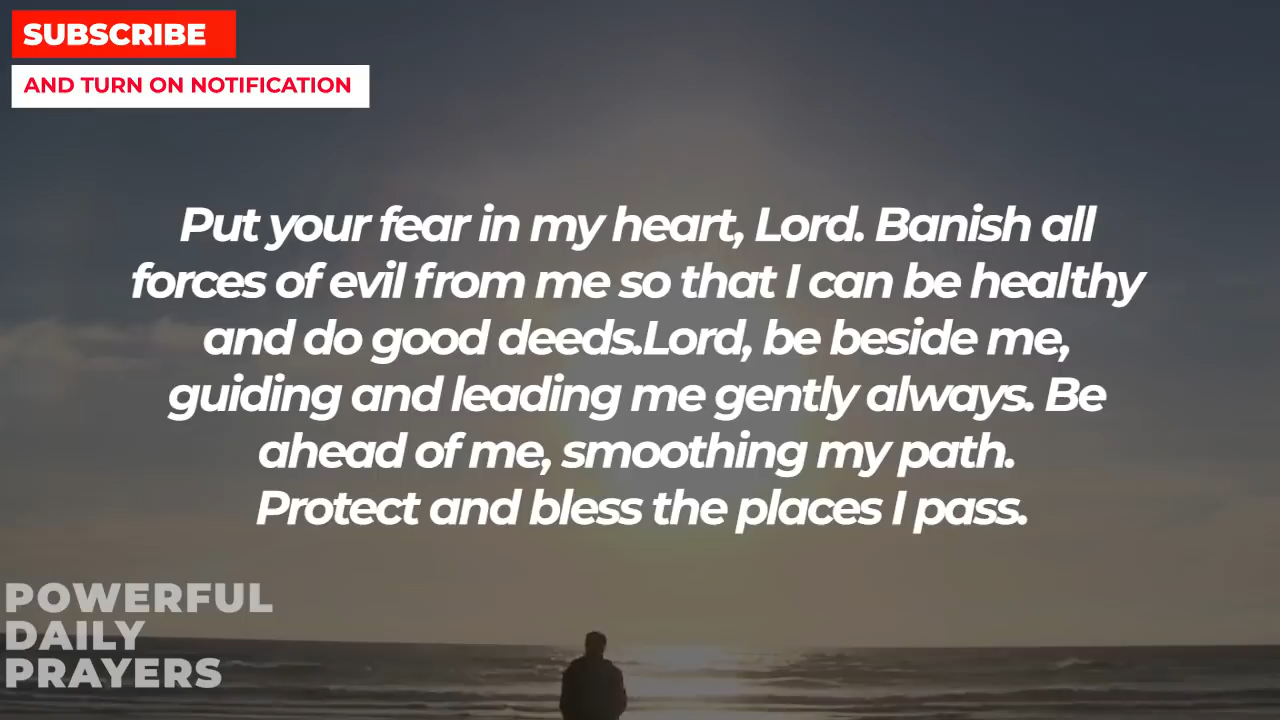 SUBSCRIBE
AND TURN ON NOTIFICATION
Put your fear in my heart, Lord. Banish all
forces of evil from me so that I can be healthy
and do good deeds.Lord, be beside me,
guiding and leading me gently always. Be
ahead of me, smoothing my path.
Protect and bless the places I pass.
POWERFUL
DAILY
PRAYERS